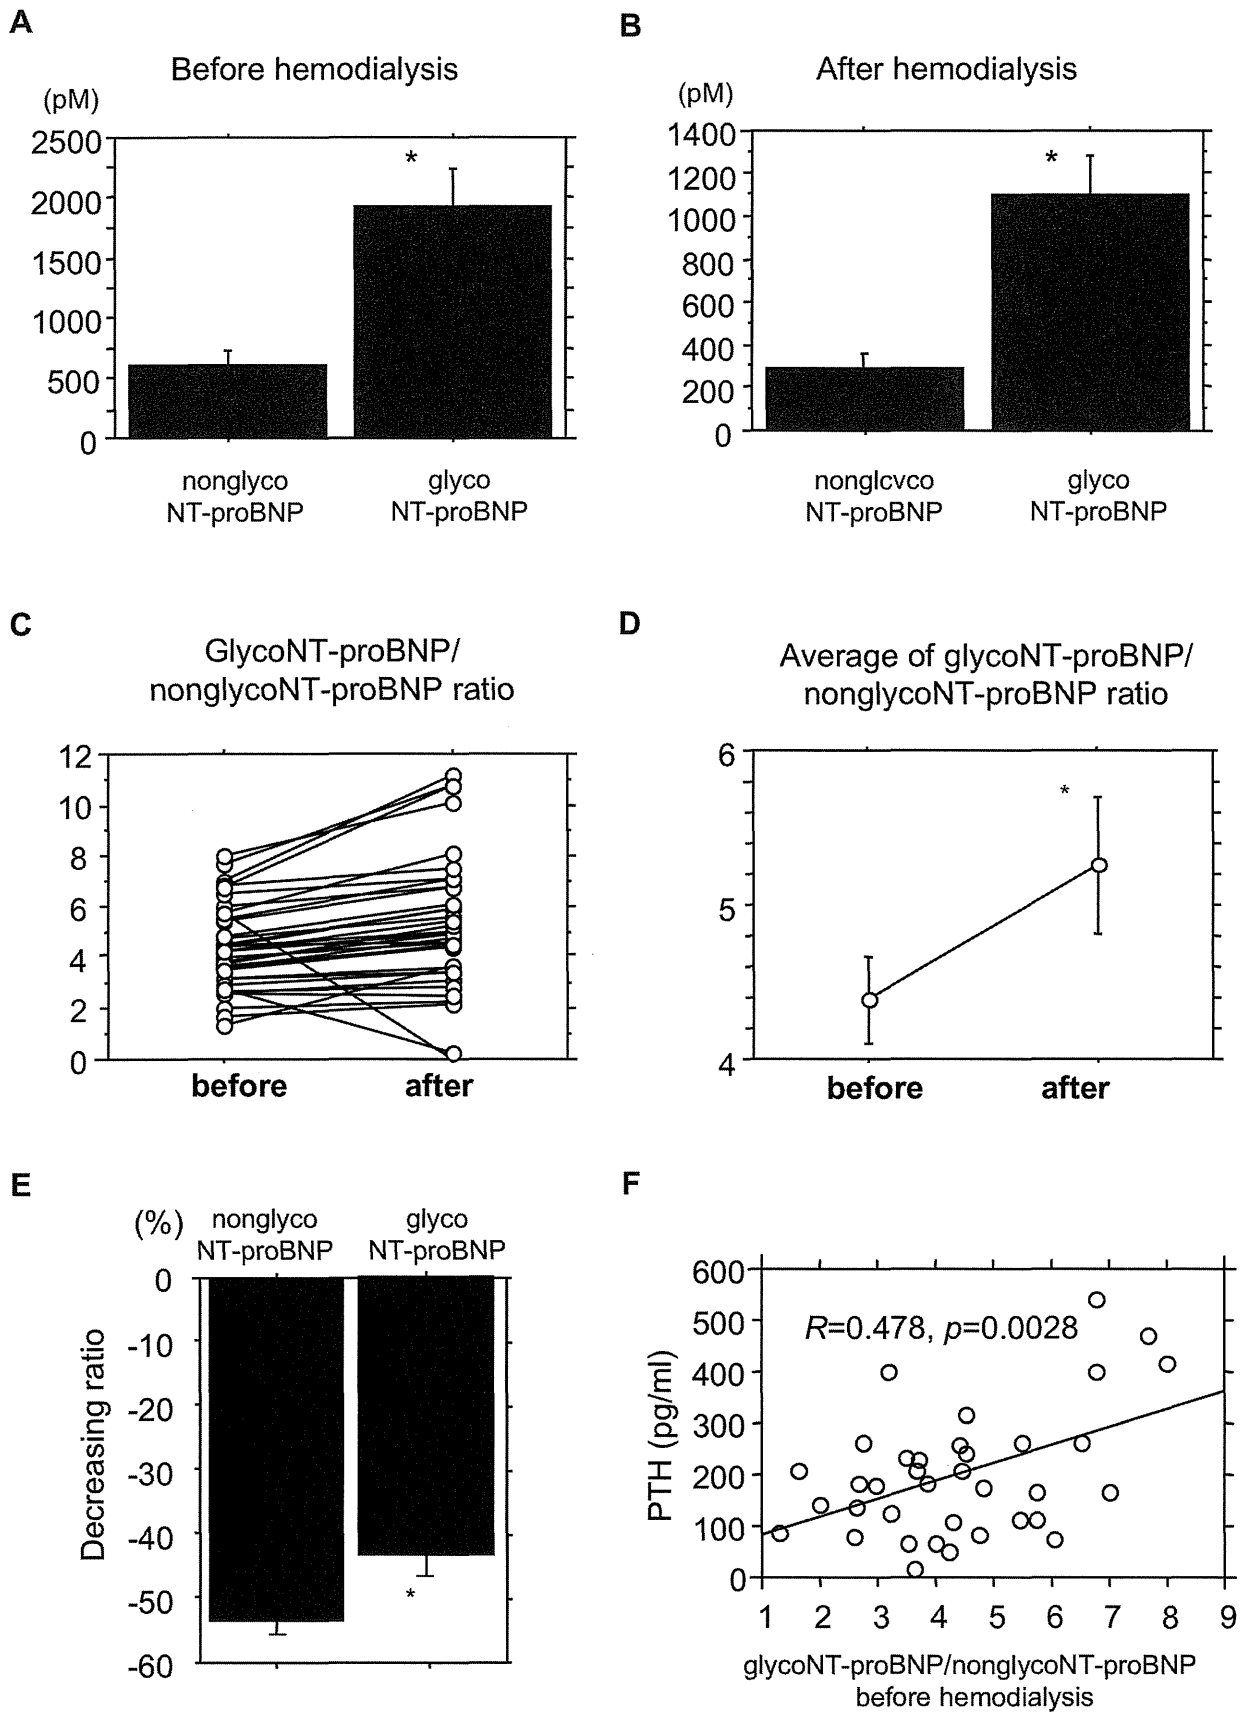 A
Before hemodialysis
(pM)
2500
2000
1500
1000
500
0
*
nonglyco
NT-proBNP
glyco
NT-proBNP
B
After hemodialysis
(pM)
1400
1200
1000
800
600
400
200
0
*
nonglcvco
NT-proBNP
glyco
NT-proBNP
C
GlycoNT-proBNP/
nonglycoNT-proBNP ratio
12
10
8
6
4
2
0
before
after
D
Average of glycoNT-proBNP/
nonglycoNT-proBNP ratio
6
5
4
*
before
after
E
(%)
nonglyco
NT-proBNP
glyco
NT-proBNP
Decreasing ratio
0
-10
-20
-30
-40
-50
-60
*
F
PTH (pg/ml)
600
500
400
300
200
100
0
R=0.478, p=0.0028
1 2 3 4 5 6 7 8 9
glycoNT-proBNP/nonglycoNT-proBNP
before hemodialysis